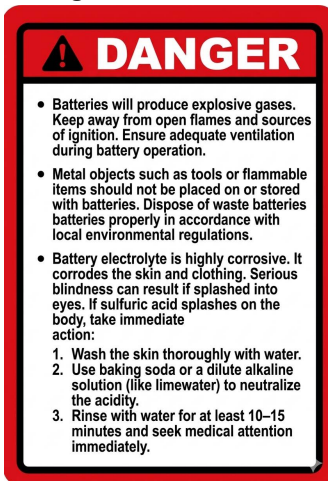 DANGER
• Batteries will produce explosive gases.
Keep away from open flames and sources
of ignition. Ensure adequate ventilation
during battery operation.
• Metal objects such as tools or flammable
items should not be placed on or stored
with batteries. Dispose of waste batteries
batteries properly in accordance with
local environmental regulations.
• Battery electrolyte is highly corrosive. It
corrodes the skin and clothing. Serious
blindness can result if splashed into
eyes. If sulfuric acid splashes on the
body, take immediate
action:
1. Wash the skin thoroughly with water.
2. Use baking soda or a dilute alkaline
solution (like limewater) to neutralize
the acidity.
3. Rinse with water for at least 10–15
minutes and seek medical attention
immediately.